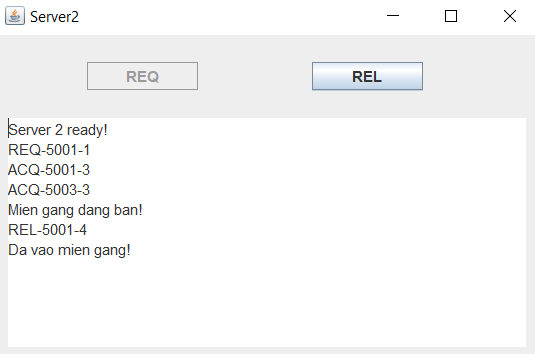 Server2
REQ
REL
Server 2 ready!
REQ-5001-1
ACQ-5001-3
ACQ-5003-3
Mien gang dang ban!
REL-5001-4
Da vao mien gang!